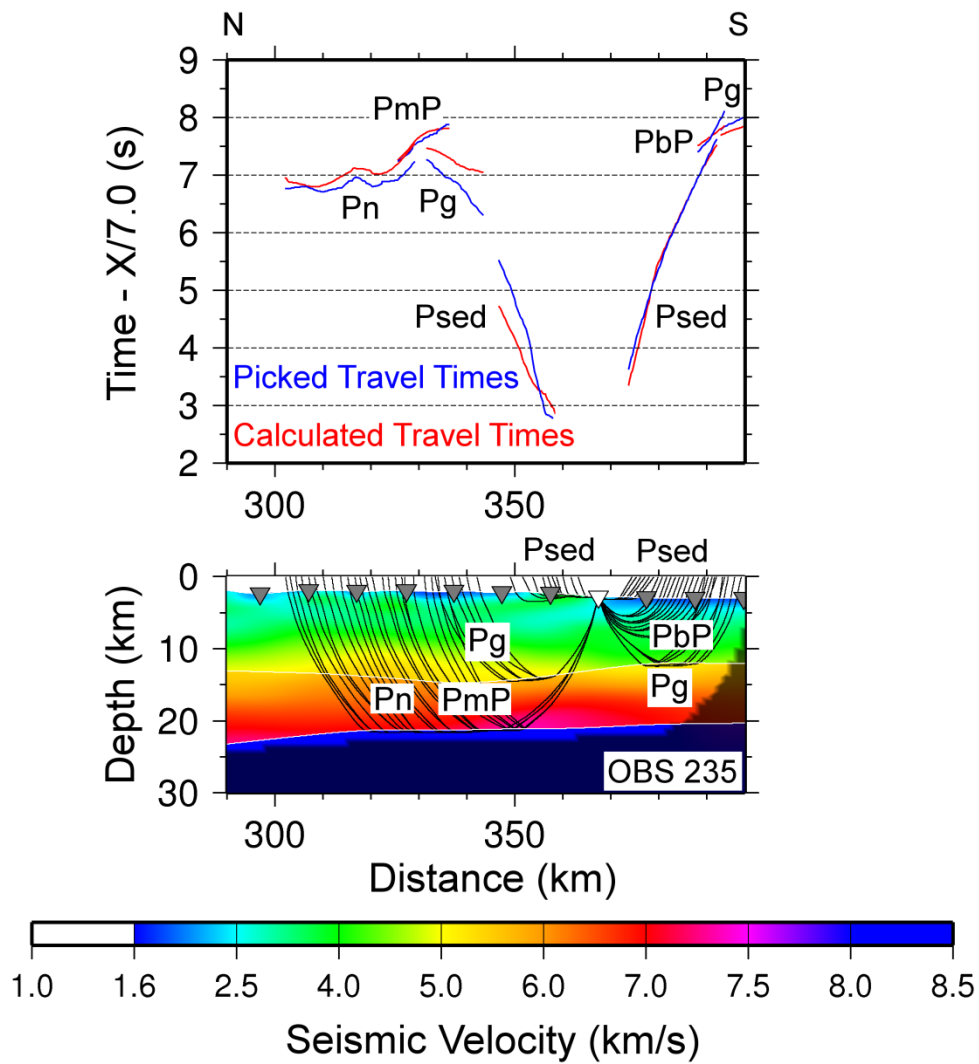 N S
9
8
7
6
5
4
3
2
Time - X/7.0 (s)
Pg
PmP
PbP
Pn Pg
Psed Psed
Picked Travel Times
Calculated Travel Times
300 350
Psed Psed
0
10
20
30
Depth (km)
Pg PbP
Pn PmP Pg
OBS 235
300 350
Distance (km)
1.0 1.6 2.5 4.0 5.0 6.0 7.0 7.5 8.0 8.5
Seismic Velocity (km/s)